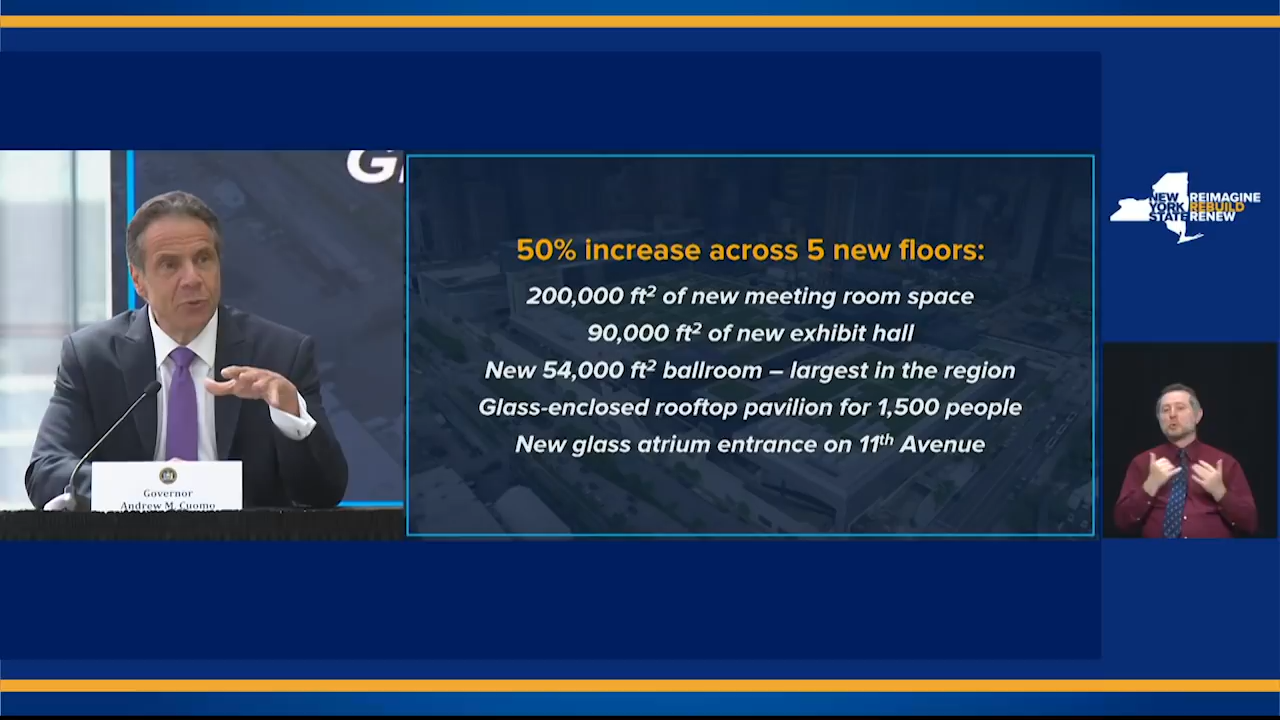 G
50% increase across 5 new floors:
200,000 ft² of new meeting room space
90,000 ft² of new exhibit hall
New 54,000 ft² ballroom – largest in the region
Glass-enclosed rooftop pavilion for 1,500 people
New glass atrium entrance on 11th Avenue
NEW
YORK
STATE
REIMAGINE
REBUILD
RENEW
Governor
Andrew M. Cuomo